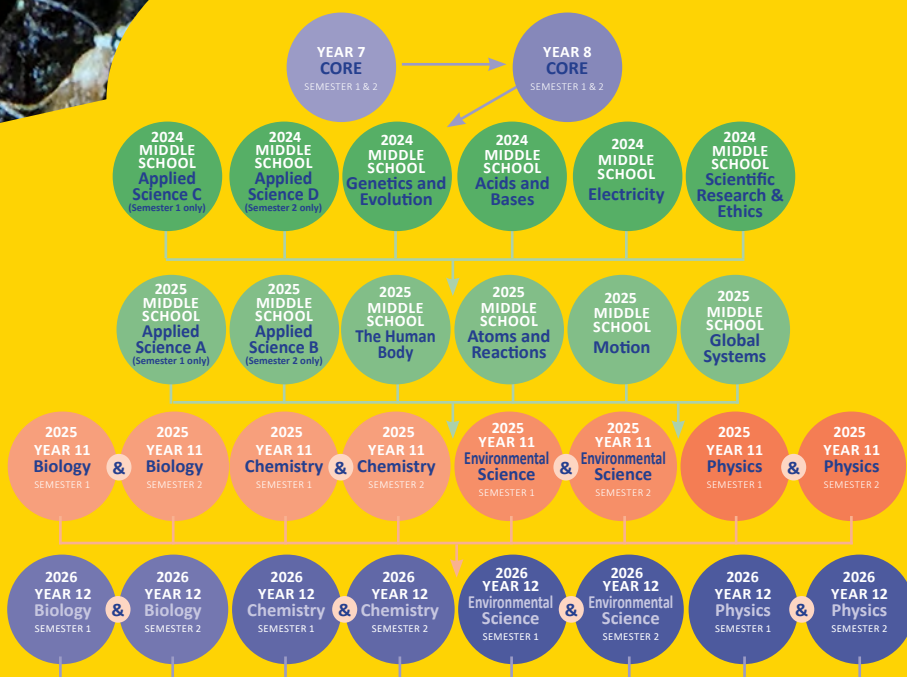 YEAR 7
CORE
SEMESTER 1 & 2
YEAR 8
CORE
SEMESTER 1 & 2
2024
MIDDLE
SCHOOL
Applied
Science C
(Semester 1 only)
2024
MIDDLE
SCHOOL
Applied
Science D
(Semester 2 only)
2024
MIDDLE
SCHOOL
Genetics and
Evolution
2024
MIDDLE
SCHOOL
Acids and
Bases
2024
MIDDLE
SCHOOL
Electricity
2024
MIDDLE
SCHOOL
Scientific
Research &
Ethics
2025
MIDDLE
SCHOOL
Applied
Science A
(Semester 1 only)
2025
MIDDLE
SCHOOL
Applied
Science B
(Semester 2 only)
2025
MIDDLE
SCHOOL
The Human
Body
2025
MIDDLE
SCHOOL
Atoms and
Reactions
2025
MIDDLE
SCHOOL
Motion
2025
MIDDLE
SCHOOL
Global
Systems
2025
YEAR 11
Biology
SEMESTER 1
&
2025
YEAR 11
Biology
SEMESTER 2
2025
YEAR 11
Chemistry
SEMESTER 1
&
2025
YEAR 11
Chemistry
SEMESTER 2
2025
YEAR 11
Environmental
Science
SEMESTER 1
&
2025
YEAR 11
Environmental
Science
SEMESTER 2
2025
YEAR 11
Physics
SEMESTER 1
&
2025
YEAR 11
Physics
SEMESTER 2
2026
YEAR 12
Biology
SEMESTER 1
&
2026
YEAR 12
Biology
SEMESTER 2
2026
YEAR 12
Chemistry
SEMESTER 1
&
2026
YEAR 12
Chemistry
SEMESTER 2
2026
YEAR 12
Environmental
Science
SEMESTER 1
&
2026
YEAR 12
Environmental
Science
SEMESTER 2
2026
YEAR 12
Physics
SEMESTER 1
&
2026
YEAR 12
Physics
SEMESTER 2